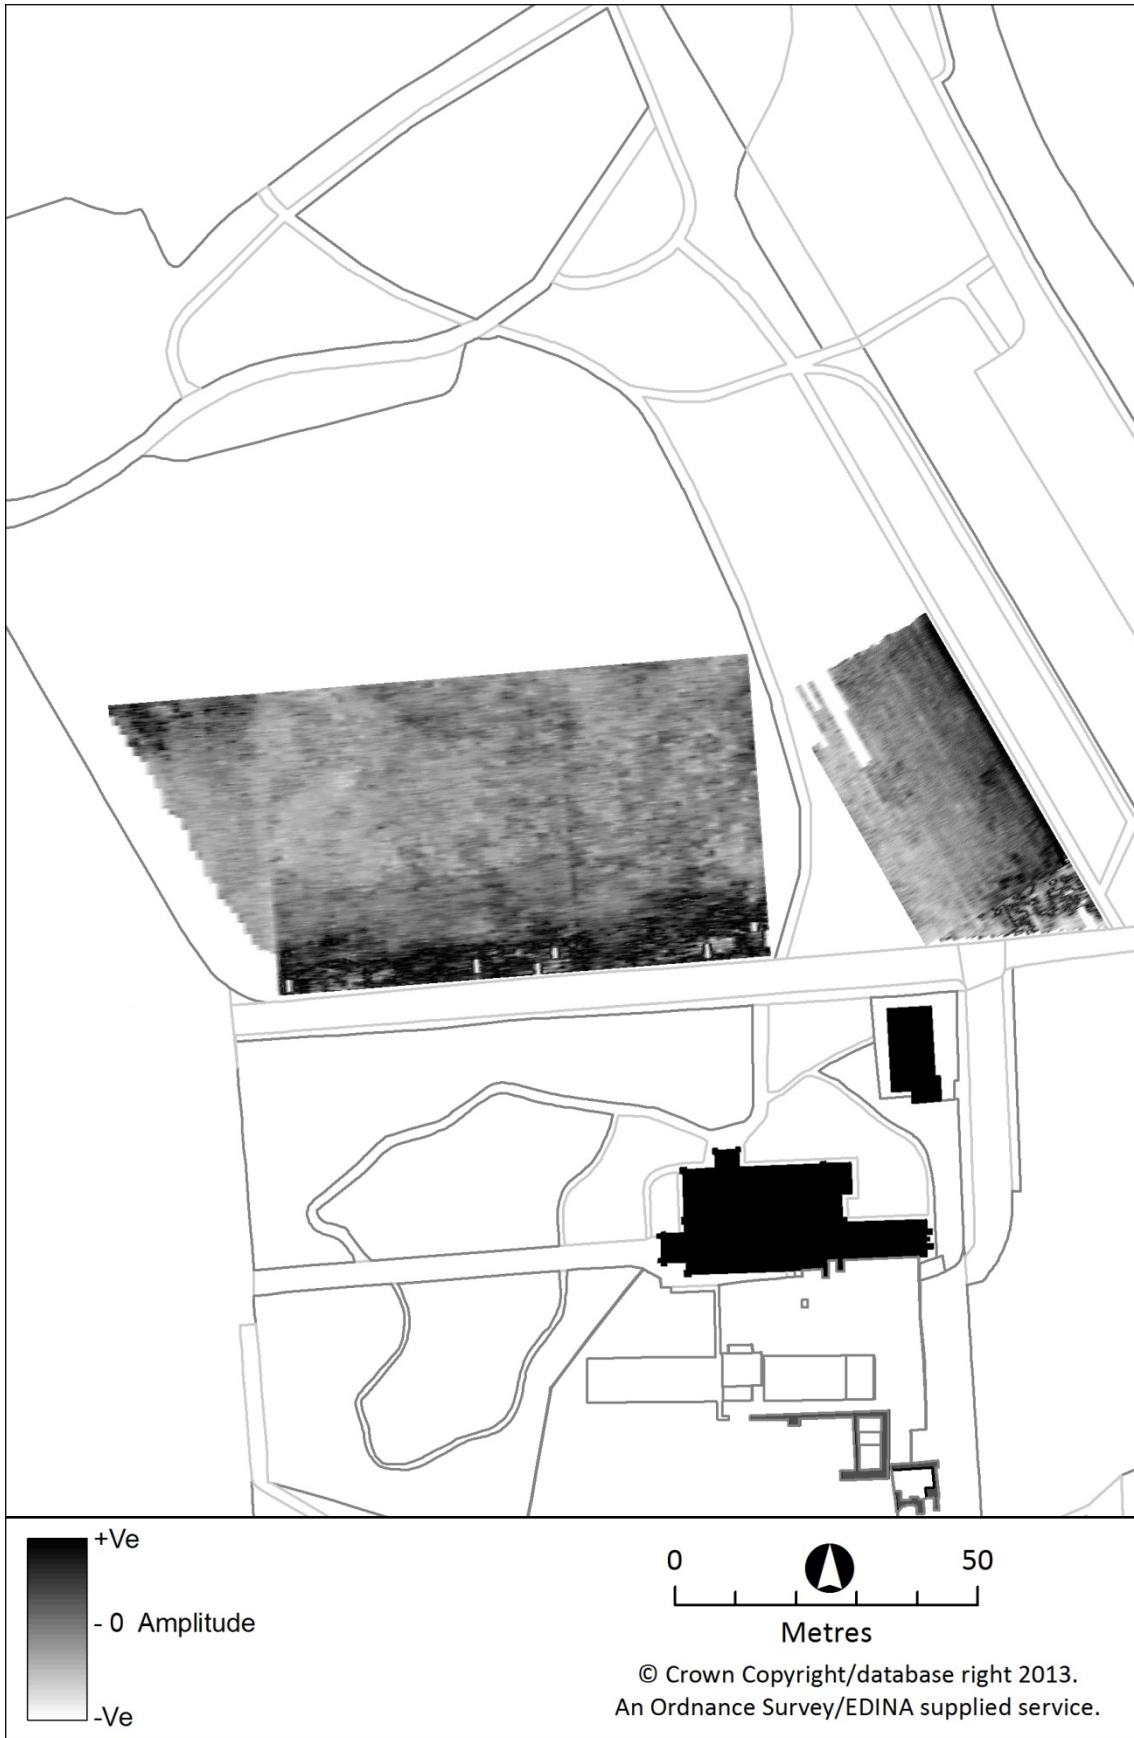 +Ve
- 0 Amplitude
-Ve
0 50
Metres
© Crown Copyright/database right 2013.
An Ordnance Survey/EDINA supplied service.